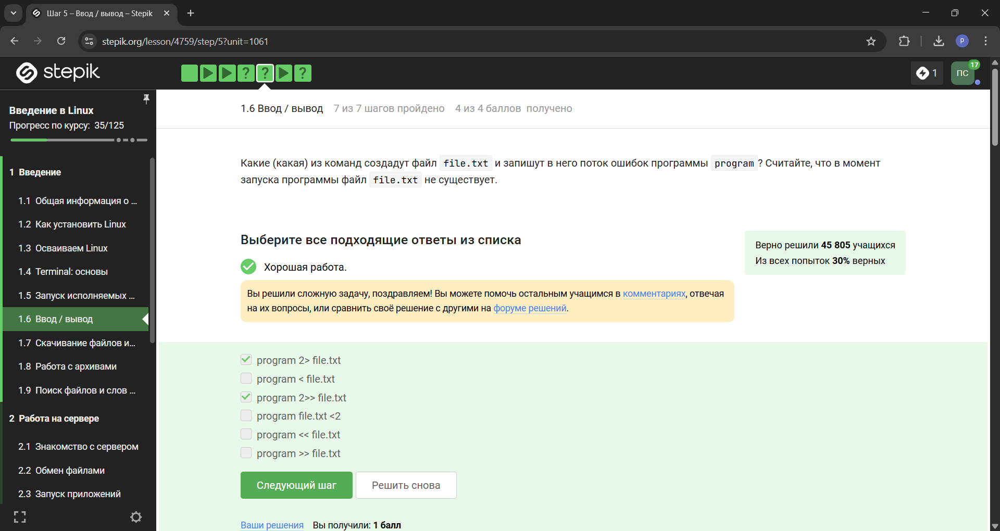 Шаг 5 – Ввод / вывод – Stepik
stepik.org/lesson/4759/step/5?unit=1061
P
stepik
? ? ?
1
ПС
17
Введение в Linux
Прогресс по курсу: 35/125
1 Введение
1.1 Общая информация о ...
1.2 Как установить Linux
1.3 Осваиваем Linux
1.4 Terminal: основы
1.5 Запуск исполняемых ...
1.6 Ввод / вывод
1.7 Скачивание файлов и...
1.8 Работа с архивами
1.9 Поиск файлов и слов ...
2 Работа на сервере
2.1 Знакомство с сервером
2.2 Обмен файлами
2.3 Запуск приложений
1.6 Ввод / вывод 7 из 7 шагов пройдено 4 из 4 баллов получено
Какие (какая) из команд создадут файл file.txt и запишут в него поток ошибок программы program? Считайте, что в момент
запуска программы файл file.txt не существует.
Выберите все подходящие ответы из списка
Хорошая работа.
Верно решили 45 805 учащихся
Из всех попыток 30% верных
Вы решили сложную задачу, поздравляем! Вы можете помочь остальным учащимся в комментариях, отвечая
на их вопросы, или сравнить своё решение с другими на форуме решений.
program 2> file.txt
program < file.txt
program 2>> file.txt
program file.txt <2
program << file.txt
program >> file.txt
Следующий шаг
Решить снова
Ваши решения Вы получили: 1 балл